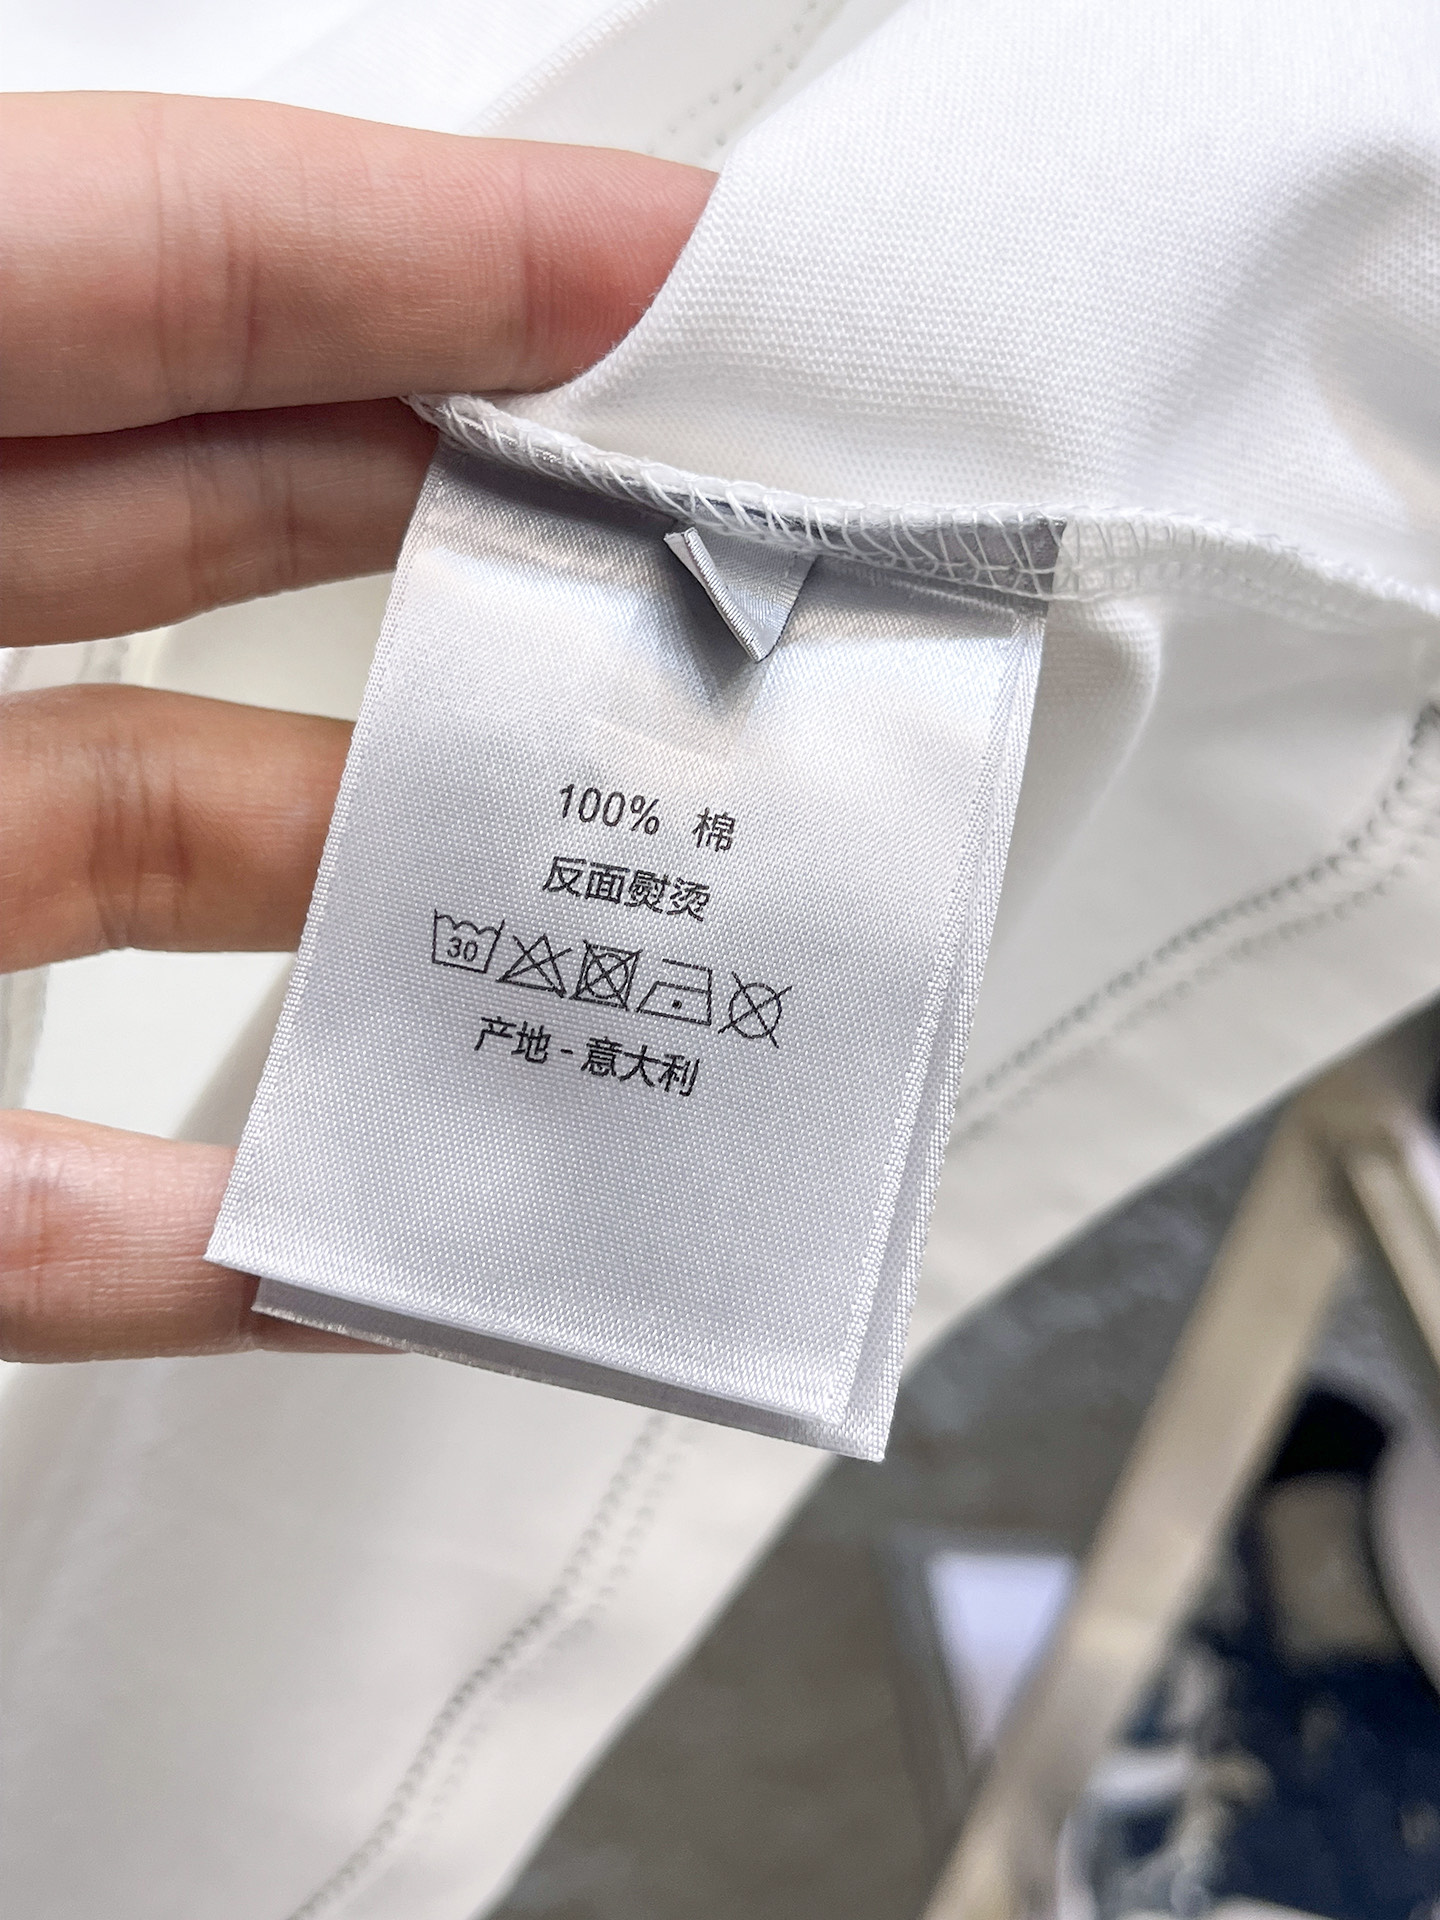 100% 棉
反面熨烫
30
产地 - 意大利